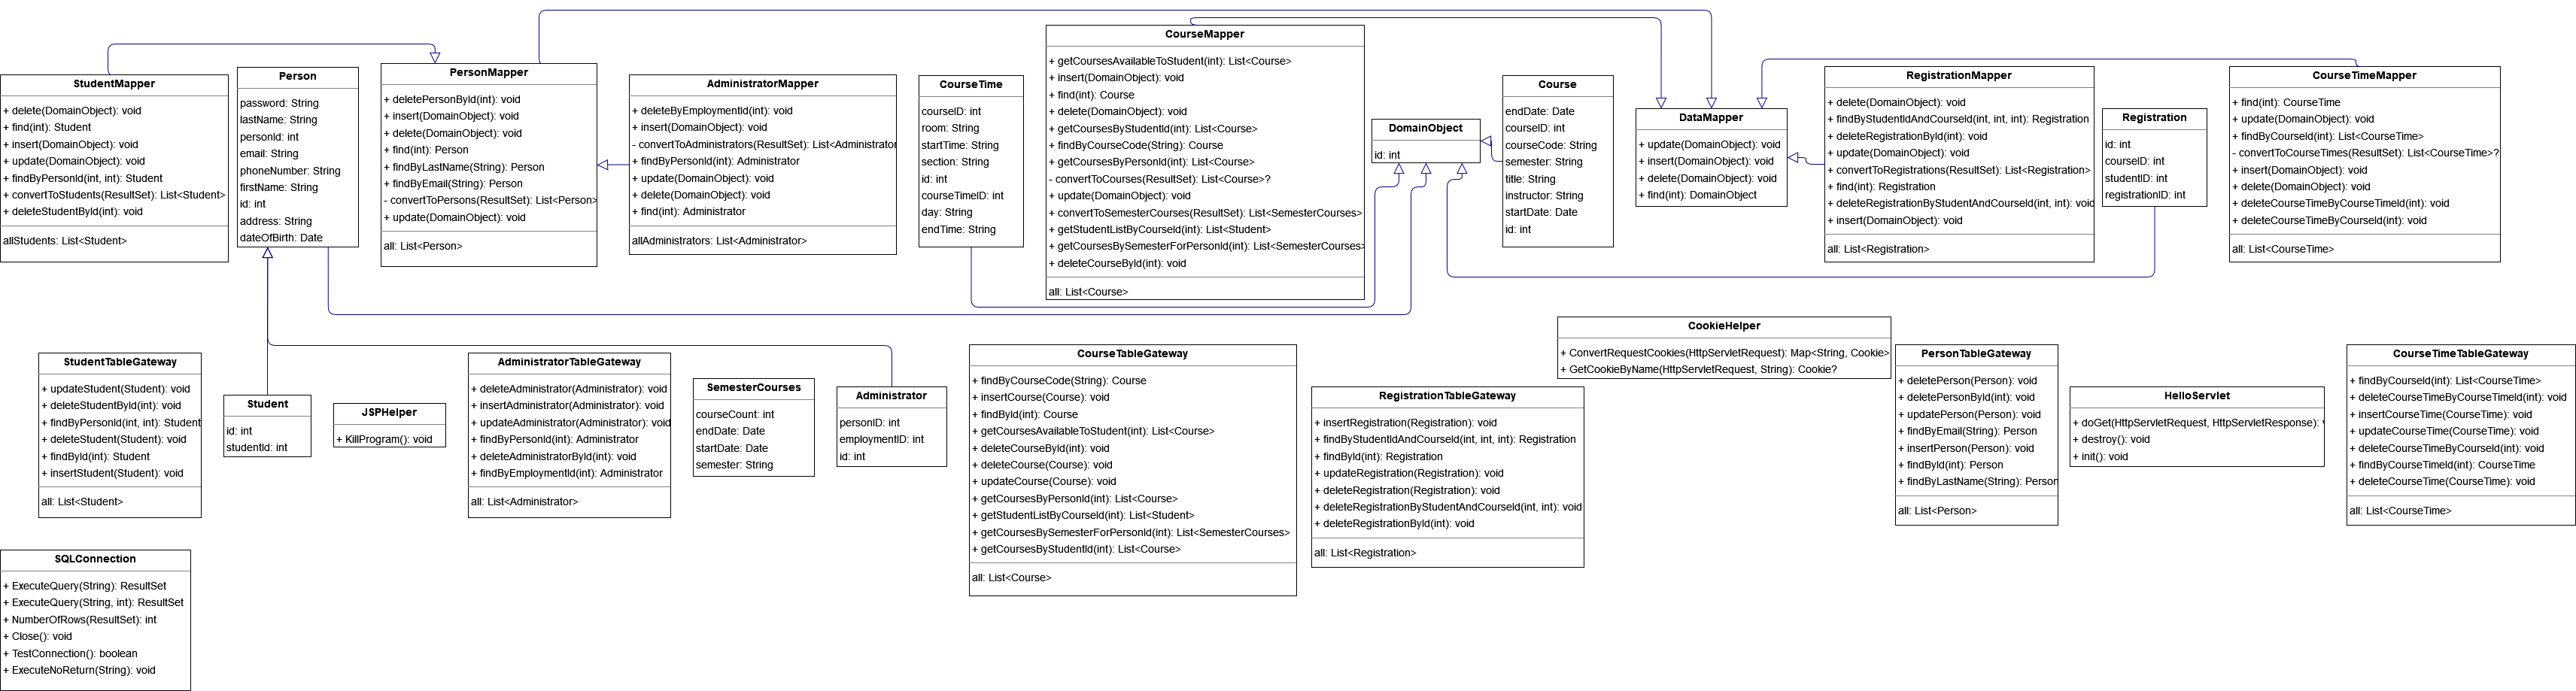 StudentMapper
+ delete(DomainObject): void
+ find(int): Student
+ insert(DomainObject): void
+ update(DomainObject): void
+ findByPersonId(int, int): Student
+ convertToStudents(ResultSet): List<Student>
+ deleteStudentById(int): void
allStudents: List<Student>
Person
password: String
lastName: String
personId: int
email: String
phoneNumber: String
firstName: String
id: int
address: String
dateOfBirth: Date
PersonMapper
+ deletePersonById(int): void
+ insert(DomainObject): void
+ delete(DomainObject): void
+ find(int): Person
+ findByLastName(String): Person
+ findByEmail(String): Person
- convertToPersons(ResultSet): List<Person>
+ update(DomainObject): void
all: List<Person>
AdministratorMapper
+ deleteByEmploymentId(int): void
+ insert(DomainObject): void
- convertToAdministrators(ResultSet): List<Administrator
+ findByPersonId(int): Administrator
+ update(DomainObject): void
+ delete(DomainObject): void
+ find(int): Administrator
allAdministrators: List<Administrator>
CourseTime
courseID: int
room: String
startTime: String
section: String
id: int
courseTimeID: int
day: String
endTime: String
CourseMapper
+ getCoursesAvailableToStudent(int): List<Course>
+ insert(DomainObject): void
+ find(int): Course
+ delete(DomainObject): void
+ getCoursesByStudentId(int): List<Course>
+ findByCourseCode(String): Course
+ getCoursesByPersonId(int): List<Course>
- convertToCourses(ResultSet): List<Course>?
+ update(DomainObject): void
+ convertToSemesterCourses(ResultSet): List<SemesterCourses>
+ getStudentListByCourseId(int): List<Student>
+ getCoursesBySemesterForPersonId(int): List<SemesterCourses>
+ deleteCourseById(int): void
all: List<Course>
DomainObject
id: int
Course
endDate: Date
courseID: int
courseCode: String
semester: String
title: String
instructor: String
startDate: Date
id: int
DataMapper
+ update(DomainObject): void
+ insert(DomainObject): void
+ delete(DomainObject): void
+ find(int): DomainObject
RegistrationMapper
+ delete(DomainObject): void
+ findByStudentIdAndCourseId(int, int, int): Registration
+ deleteRegistrationById(int): void
+ update(DomainObject): void
+ convertToRegistrations(ResultSet): List<Registration>
+ find(int): Registration
+ deleteRegistrationByStudentAndCourseId(int, int): void
+ insert(DomainObject): void
all: List<Registration>
Registration
id: int
courseID: int
studentID: int
registrationID: int
CourseTimeMapper
+ find(int): CourseTime
+ update(DomainObject): void
+ findByCourseId(int): List<CourseTime>
- convertToCourseTimes(ResultSet): List<CourseTime>?
+ insert(DomainObject): void
+ delete(DomainObject): void
+ deleteCourseTimeByCourseTimeId(int): void
+ deleteCourseTimeByCourseId(int): void
all: List<CourseTime>
StudentTableGateway
+ updateStudent(Student): void
+ deleteStudentById(int): void
+ findByPersonId(int, int): Student
+ deleteStudent(Student): void
+ findById(int): Student
+ insertStudent(Student): void
all: List<Student>
Student
id: int
studentId: int
JSPHelper
+ KillProgram(): void
AdministratorTableGateway
+ deleteAdministrator(Administrator): void
+ insertAdministrator(Administrator): void
+ updateAdministrator(Administrator): void
+ findByPersonId(int): Administrator
+ deleteAdministratorById(int): void
+ findByEmploymentId(int): Administrator
all: List<Administrator>
SemesterCourses
courseCount: int
endDate: Date
startDate: Date
semester: String
Administrator
personID: int
employmentID: int
id: int
CourseTableGateway
+ findByCourseCode(String): Course
+ insertCourse(Course): void
+ findById(int): Course
+ getCoursesAvailableToStudent(int): List<Course>
+ deleteCourseById(int): void
+ deleteCourse(Course): void
+ updateCourse(Course): void
+ getCoursesByPersonId(int): List<Course>
+ getStudentListByCourseId(int): List<Student>
+ getCoursesBySemesterForPersonId(int): List<SemesterCourses>
+ getCoursesByStudentId(int): List<Course>
all: List<Course>
RegistrationTableGateway
+ insertRegistration(Registration): void
+ findByStudentIdAndCourseId(int, int, int): Registration
+ findById(int): Registration
+ updateRegistration(Registration): void
+ deleteRegistration(Registration): void
+ deleteRegistrationByStudentAndCourseId(int, int): void
+ deleteRegistrationById(int): void
all: List<Registration>
CookieHelper
+ ConvertRequestCookies(HttpServletRequest): Map<String, Cookie>
+ GetCookieByName(HttpServletRequest, String): Cookie?
PersonTableGateway
+ deletePerson(Person): void
+ deletePersonById(int): void
+ updatePerson(Person): void
+ findByEmail(String): Person
+ insertPerson(Person): void
+ findById(int): Person
+ findByLastName(String): Person
all: List<Person>
HelloServlet
+ doGet(HttpServletRequest, HttpServletResponse):
+ destroy(): void
+ init(): void
CourseTimeTableGateway
+ findByCourseId(int): List<CourseTime>
+ deleteCourseTimeByCourseTimeId(int): void
+ insertCourseTime(CourseTime): void
+ updateCourseTime(CourseTime): void
+ deleteCourseTimeByCourseId(int): void
+ findByCourseTimeId(int): CourseTime
+ deleteCourseTime(CourseTime): void
all: List<CourseTime>
SQLConnection
+ ExecuteQuery(String): ResultSet
+ ExecuteQuery(String, int): ResultSet
+ NumberOfRows(ResultSet): int
+ Close(): void
+ TestConnection(): boolean
+ ExecuteNoReturn(String): void